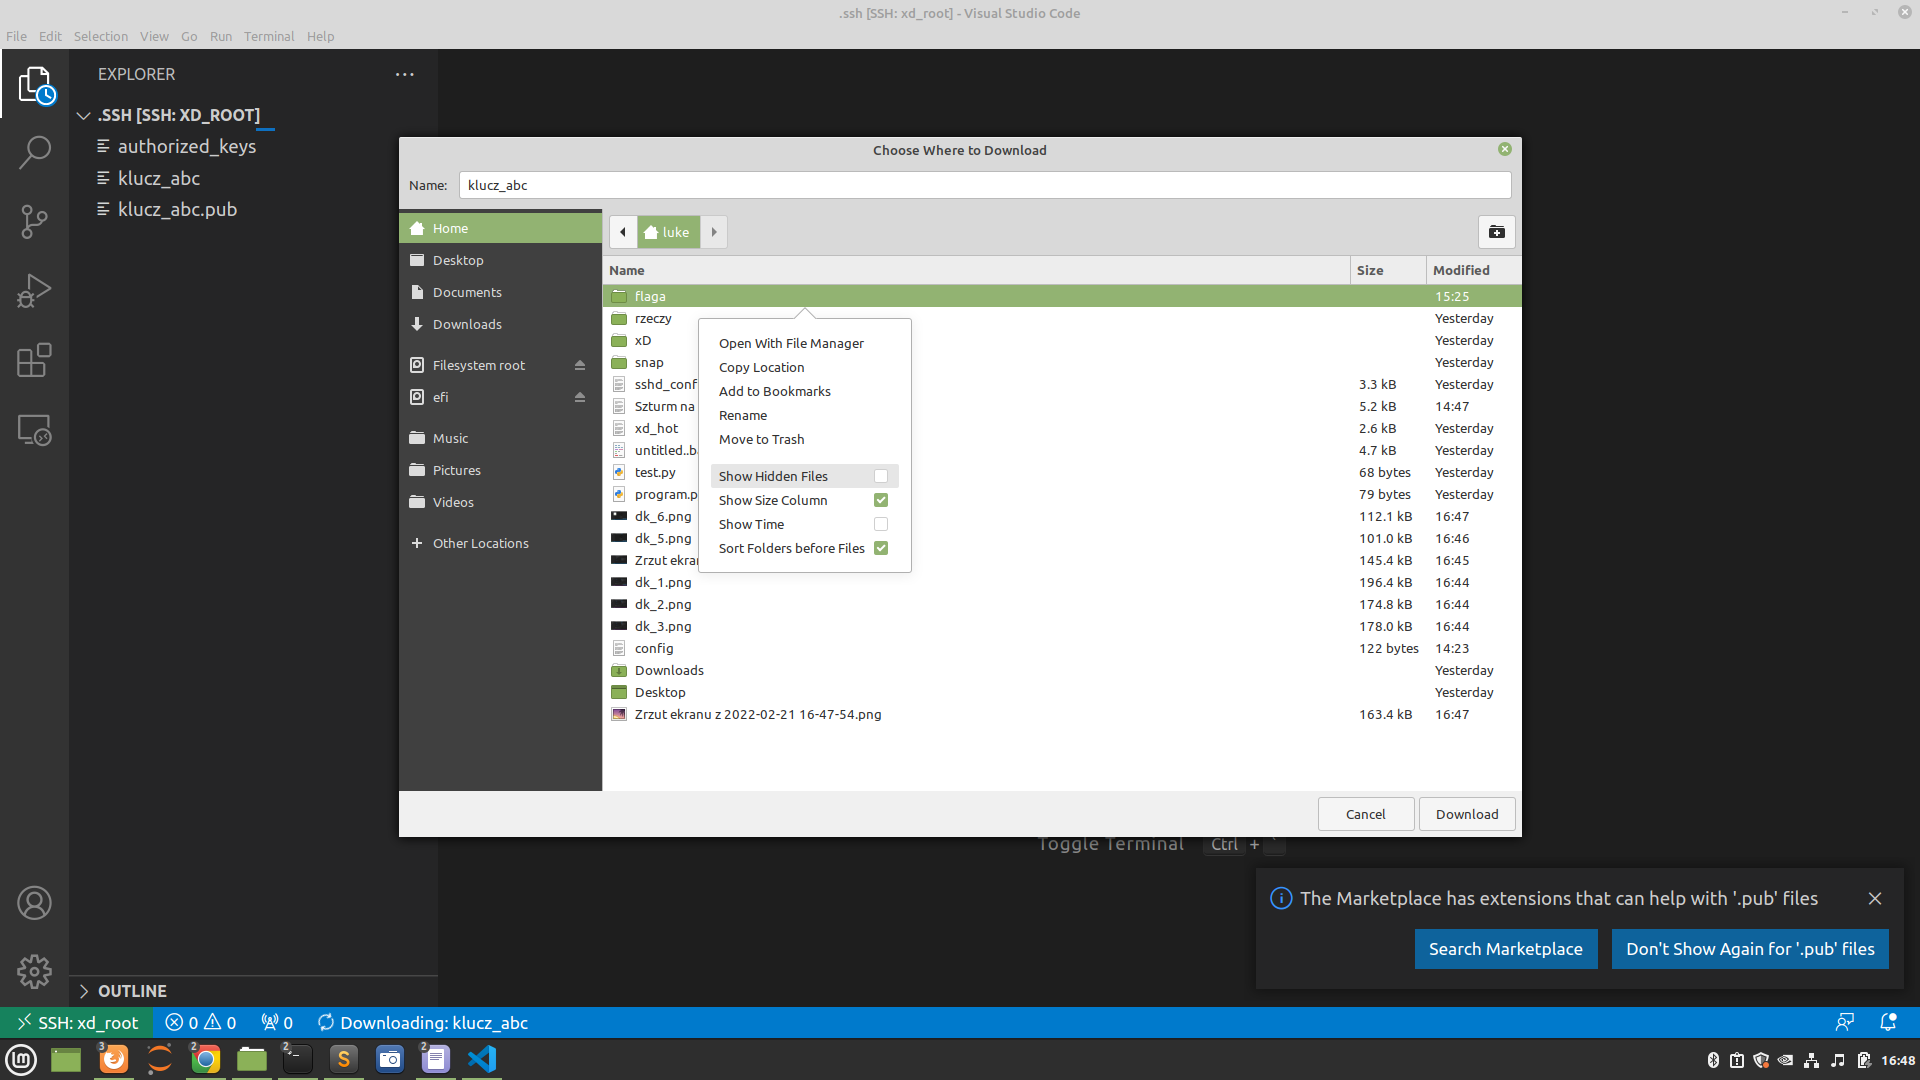 .ssh [SSH: xd_root] - Visual Studio Code
File Edit Selection View Go Run Terminal Help
EXPLORER
.SSH [SSH: XD_ROOT]
authorized_keys
klucz_abc
klucz_abc.pub
OUTLINE
Choose Where to Download
Name: klucz_abc
Home
Desktop
Documents
Downloads
Filesystem root
efi
Music
Pictures
Videos
Other Locations
luke
Name Size Modified
flaga 15:25
rzeczy Yesterday
xD Yesterday
snap Yesterday
sshd_conf 3.3 kB Yesterday
Szturm na 5.2 kB 14:47
xd_hot 2.6 kB Yesterday
untitled..ba 4.7 kB Yesterday
test.py 68 bytes Yesterday
program.p 79 bytes Yesterday
dk_6.png 112.1 kB 16:47
dk_5.png 101.0 kB 16:46
Zrzut ekran 145.4 kB 16:45
dk_1.png 196.4 kB 16:44
dk_2.png 174.8 kB 16:44
dk_3.png 178.0 kB 16:44
config 122 bytes 14:23
Downloads Yesterday
Desktop Yesterday
Zrzut ekranu z 2022-02-21 16-47-54.png 163.4 kB 16:47
Open With File Manager
Copy Location
Add to Bookmarks
Rename
Move to Trash
Show Hidden Files
Show Size Column
Show Time
Sort Folders before Files
Cancel Download
Toggle Terminal Ctrl + `
The Marketplace has extensions that can help with '.pub' files
Search Marketplace Don't Show Again for '.pub' files
SSH: xd_root 0 0 0 Downloading: klucz_abc
3 2 2 2 16:48